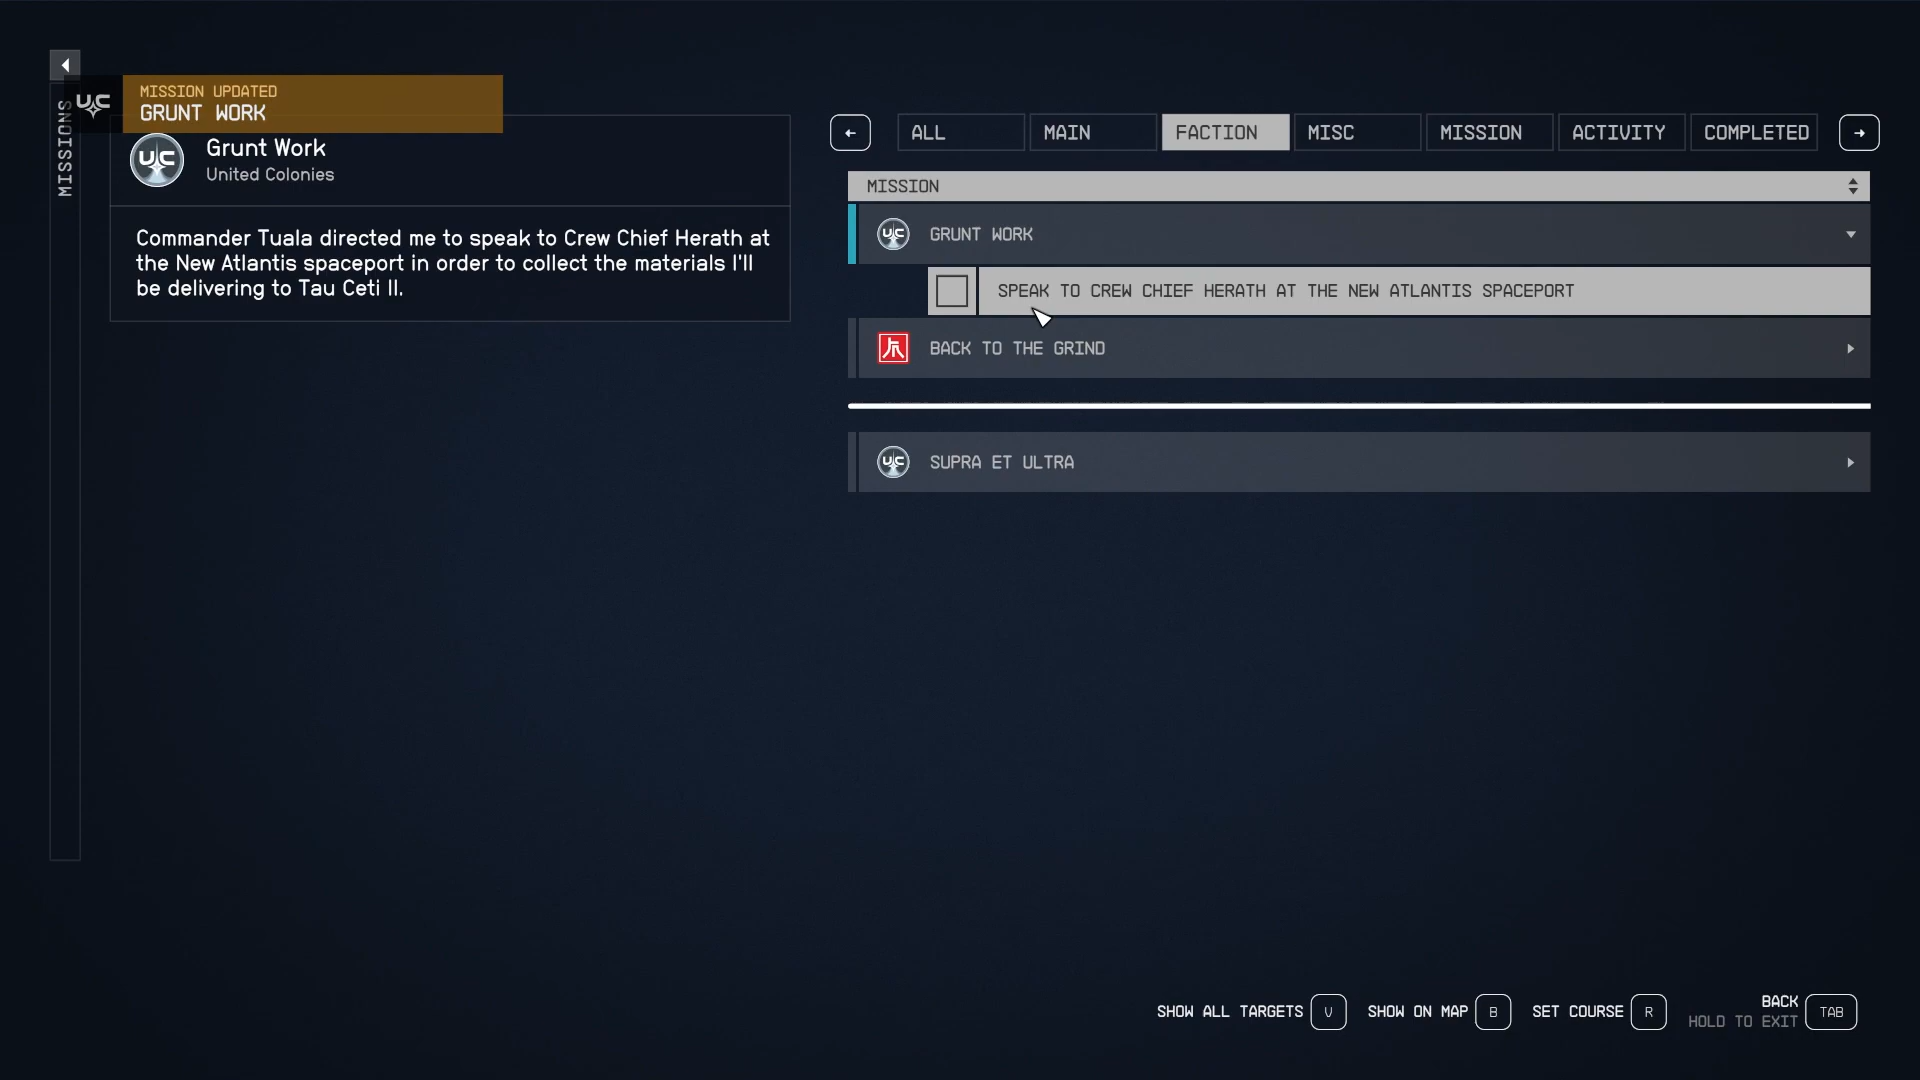 MISSIONS
UC
MISSION UPDATED
GRUNT WORK
UC
Grunt Work
United Colonies
Commander Tuala directed me to speak to Crew Chief Herath at
the New Atlantis spaceport in order to collect the materials I'll
be delivering to Tau Ceti II.
ALL
MAIN
FACTION
MISC
MISSION
ACTIVITY
COMPLETED
MISSION
UC
GRUNT WORK
SPEAK TO CREW CHIEF HERATH AT THE NEW ATLANTIS SPACEPORT
BACK TO THE GRIND
UC
SUPRA ET ULTRA
SHOW ALL TARGETS V
SHOW ON MAP B
SET COURSE R
BACK
HOLD TO EXIT
TAB